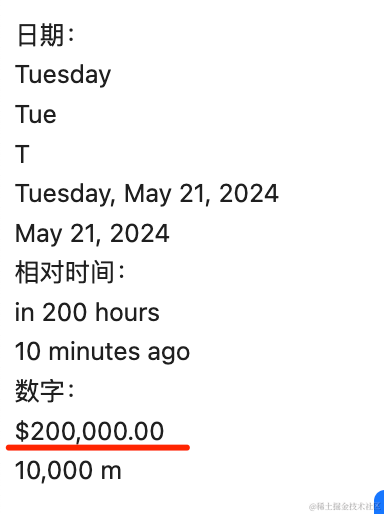 日期：
Tuesday
Tue
T
Tuesday, May 21, 2024
May 21, 2024
相对时间：
in 200 hours
10 minutes ago
数字：
$200,000.00
10,000 m
@稀土掘金技术社区